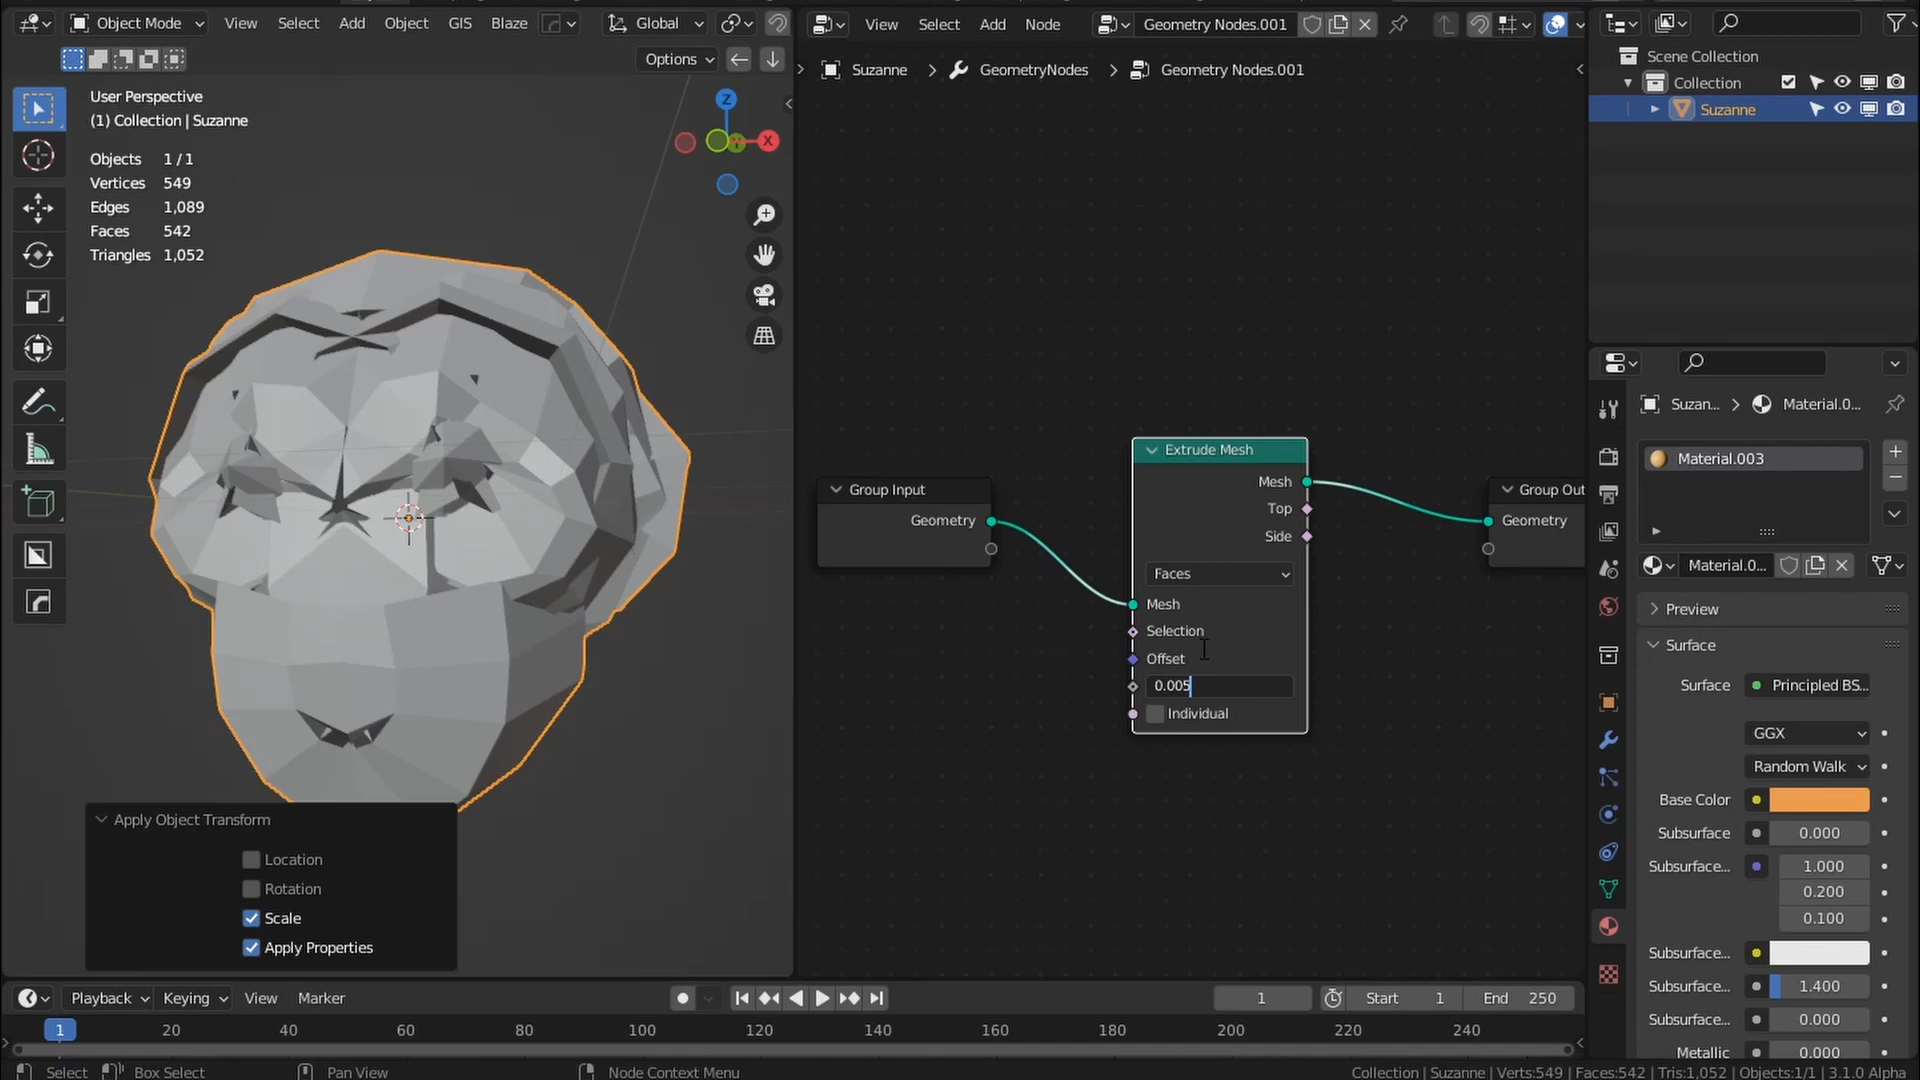 Object Mode
View
Select
Add
Object
GIS
Blaze
Global
Options
User Perspective
(1) Collection | Suzanne
Objects 1 / 1
Vertices 549
Edges 1,089
Faces 542
Triangles 1,052
Z
X
Apply Object Transform
Location
Rotation
Scale
Apply Properties
View
Select
Add
Node
Geometry Nodes.001
Suzanne
GeometryNodes
Geometry Nodes.001
Group Input
Geometry
Extrude Mesh
Mesh
Top
Side
Faces
Mesh
Selection
Offset
0.005
Individual
Group Out
Geometry
Scene Collection
Collection
Suzanne
Suzan...
Material.0...
Material.003
Material.0...
Preview
Surface
Surface
Principled BS...
GGX
Random Walk
Base Color
Subsurface 0.000
Subsurface... 1.000
0.200
0.100
Subsurface...
Subsurface... 1.400
Subsurface... 0.000
Metallic 0.000
Playback
Keying
View
Marker
1
Start 1
End 250
1 20 40 60 80 100 120 140 160 180 200 220 240
Select
Box Select
Pan View
Node Context Menu
Collection | Suzanne | Verts:549 | Faces:542 | Tris:1,052 | Objects:1/1 | 3.1.0 Alpha